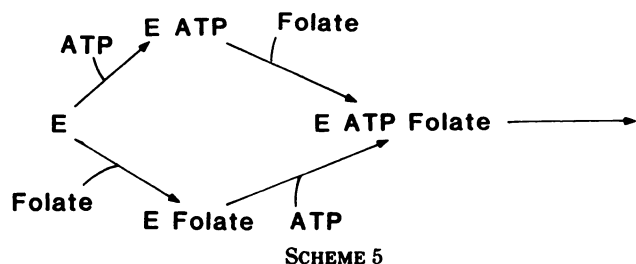 E ATP
Folate
ATP
E
E ATP Folate
Folate
E Folate
ATP
SCHEME 5